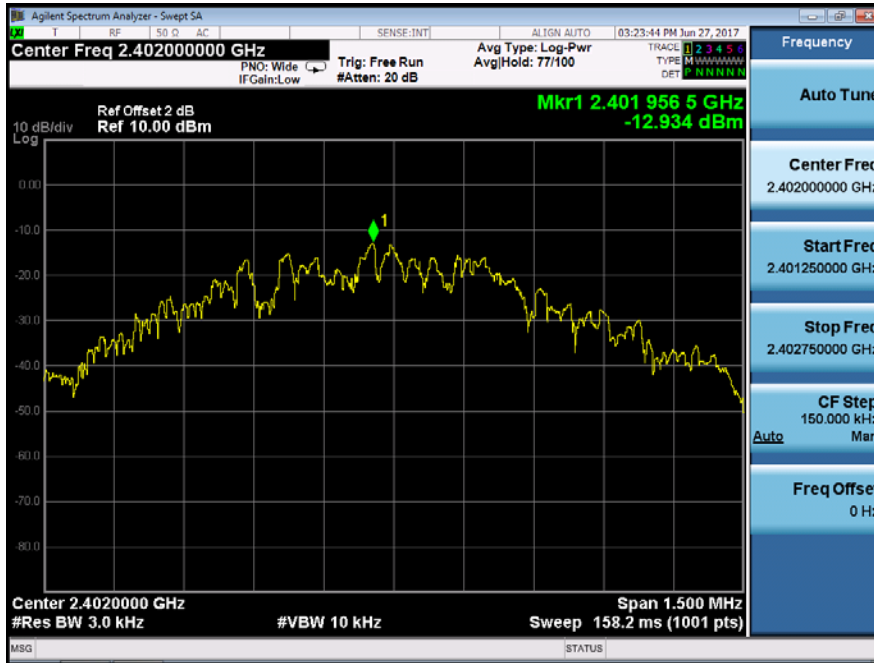 Agilent Spectrum Analyzer - Swept SA
LXI T RF 50 Ω AC SENSE:INT ALIGN AUTO 03:23:44 PM Jun 27, 2017
Center Freq 2.402000000 GHz
PNO: Wide
IFGain:Low
Trig: Free Run
#Atten: 20 dB
Avg Type: Log-Pwr
Avg|Hold: 77/100
TRACE 1 2 3 4 5 6
TYPE M WWWWW
DET P N N N N N
Mkr1 2.401 956 5 GHz
-12.934 dBm
Ref Offset 2 dB
10 dB/div Ref 10.00 dBm
Log
1
0.00
-10.0
-20.0
-30.0
-40.0
-50.0
-60.0
-70.0
-80.0
Center 2.4020000 GHz Span 1.500 MHz
#Res BW 3.0 kHz #VBW 10 kHz Sweep 158.2 ms (1001 pts)
MSG STATUS
Frequency
Auto Tune
Center Freq
2.402000000 GHz
Start Freq
2.401250000 GHz
Stop Freq
2.402750000 GHz
CF Step
150.000 kHz
Auto Man
Freq Offset
0 Hz